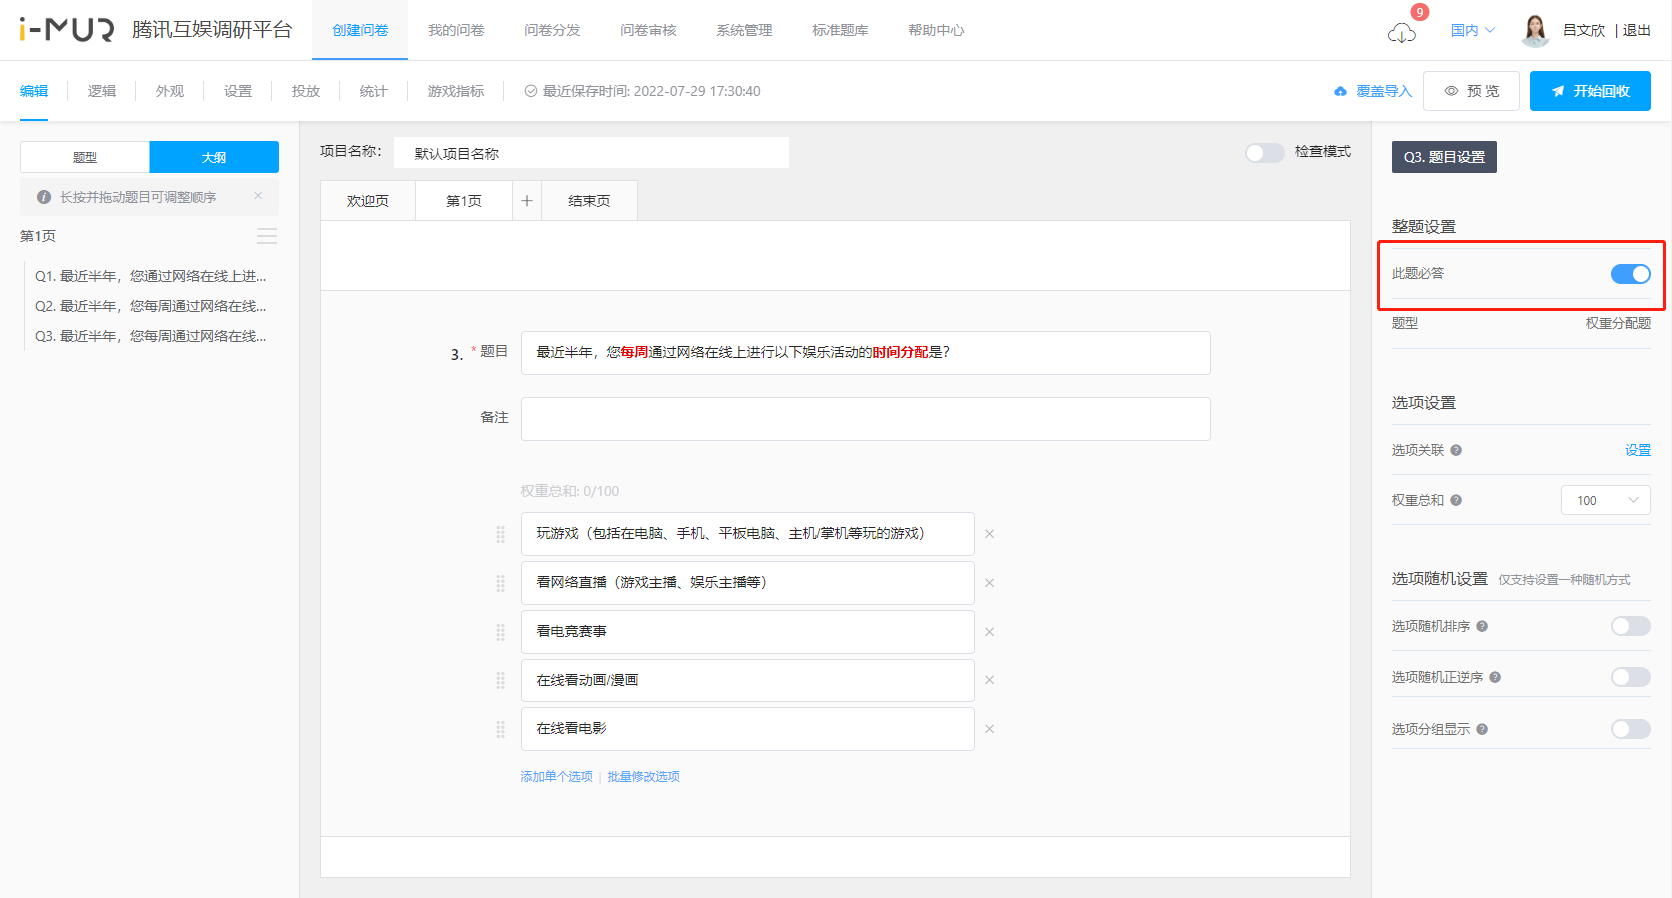 i-MUR 腾讯互娱调研平台 创建问卷 我的问卷 问卷分发 问卷审核 系统管理 标准题库 帮助中心 9 国内 吕文欣 | 退出
编辑 逻辑 外观 设置 投放 统计 游戏指标 最近保存时间: 2022-07-29 17:30:40 覆盖导入 预 览 开始回收
题型 大纲
长按并拖动题目可调整顺序
第1页
Q1. 最近半年，您通过网络在线上进...
Q2. 最近半年，您每周通过网络在线...
Q3. 最近半年，您每周通过网络在线...
项目名称： 默认项目名称 检查模式
欢迎页 第1页 + 结束页
3. * 题目 最近半年，您每周通过网络在线上进行以下娱乐活动的时间分配是?
备注
权重总和: 0/100
玩游戏（包括在电脑、手机、平板电脑、主机/掌机等玩的游戏）
看网络直播（游戏主播、娱乐主播等）
看电竞赛事
在线看动画/漫画
在线看电影
添加单个选项 | 批量修改选项
Q3. 题目设置
整题设置
此题必答
题型 权重分配题
选项设置
选项关联 设置
权重总和 100
选项随机设置 仅支持设置一种随机方式
选项随机排序
选项随机正逆序
选项分组显示